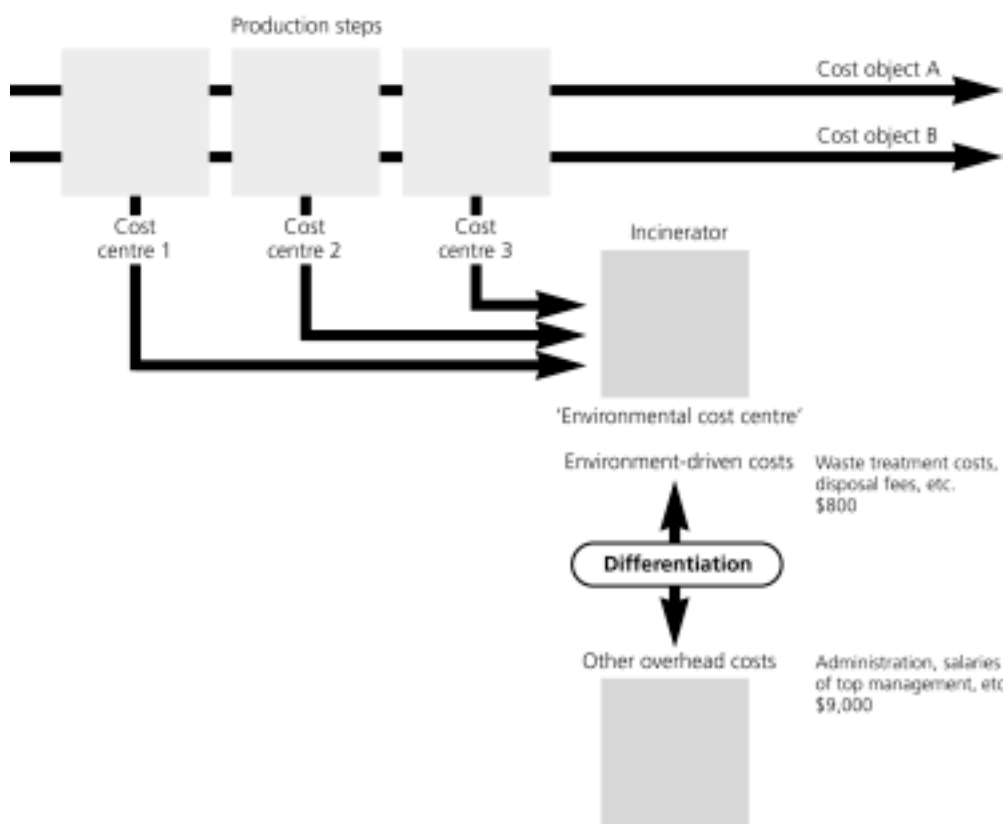 Production steps
Cost object A
Cost object B
Cost
centre 1
Cost
centre 2
Cost
centre 3
Incinerator
'Environmental cost centre'
Environment-driven costs
Waste treatment costs,
disposal fees, etc.
$800
Differentiation
Other overhead costs
Administration, salaries
of top management, etc
$9,000